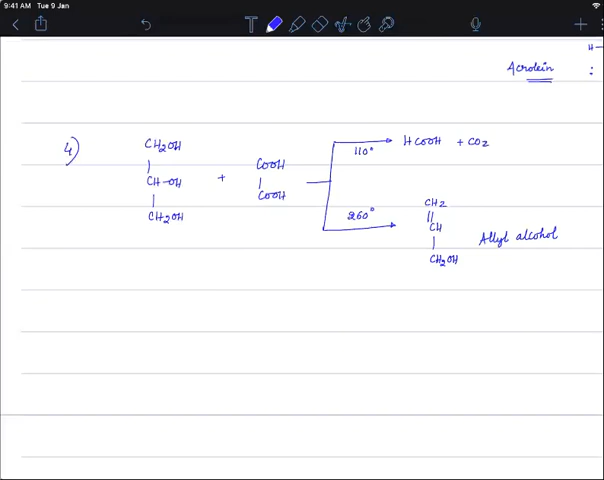 9:41 AM Tue 9 Jan
H
Acrolein :
4)
CH2OH
CH-OH
CH2OH
+
COOH
COOH
110°
HCOOH + CO2
260°
CH2
||
CH
CH2OH
Allyl alcohol